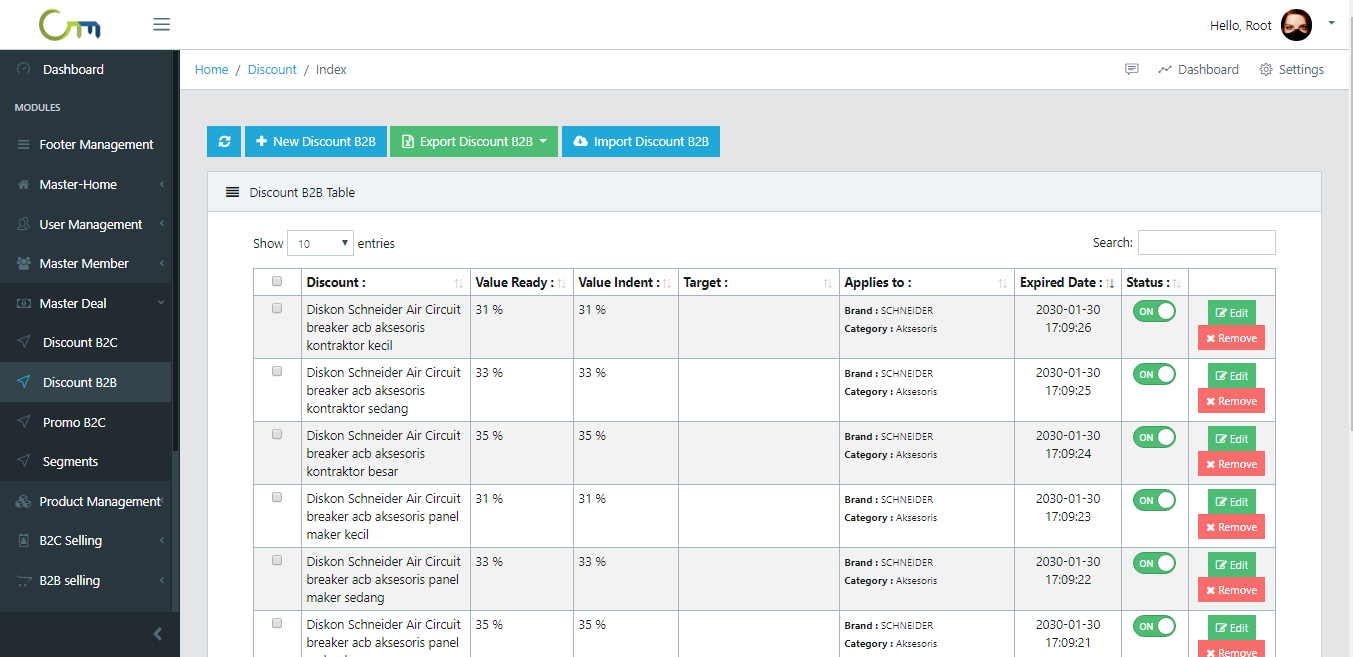 Hello, Root
Dashboard
Home / Discount / Index
Dashboard
Settings
MODULES
Footer Management
Master-Home
User Management
Master Member
Master Deal
Discount B2C
Discount B2B
Promo B2C
Segments
Product Management
B2C Selling
B2B selling
New Discount B2B
Export Discount B2B
Import Discount B2B
Discount B2B Table
Show 10 entries
Search:
Discount : Value Ready : Value Indent : Target : Applies to : Expired Date : Status :
Diskon Schneider Air Circuit 31 % 31 % Brand : SCHNEIDER 2030-01-30 ON Edit
breaker acb aksesoris Category : Aksesoris 17:09:26 Remove
kontraktor kecil
Diskon Schneider Air Circuit 33 % 33 % Brand : SCHNEIDER 2030-01-30 ON Edit
breaker acb aksesoris Category : Aksesoris 17:09:25 Remove
kontraktor sedang
Diskon Schneider Air Circuit 35 % 35 % Brand : SCHNEIDER 2030-01-30 ON Edit
breaker acb aksesoris Category : Aksesoris 17:09:24 Remove
kontraktor besar
Diskon Schneider Air Circuit 31 % 31 % Brand : SCHNEIDER 2030-01-30 ON Edit
breaker acb aksesoris panel Category : Aksesoris 17:09:23 Remove
maker kecil
Diskon Schneider Air Circuit 33 % 33 % Brand : SCHNEIDER 2030-01-30 ON Edit
breaker acb aksesoris panel Category : Aksesoris 17:09:22 Remove
maker sedang
Diskon Schneider Air Circuit 35 % 35 % Brand : SCHNEIDER 2030-01-30 ON Edit
breaker acb aksesoris panel Category : Aksesoris 17:09:21 Remove